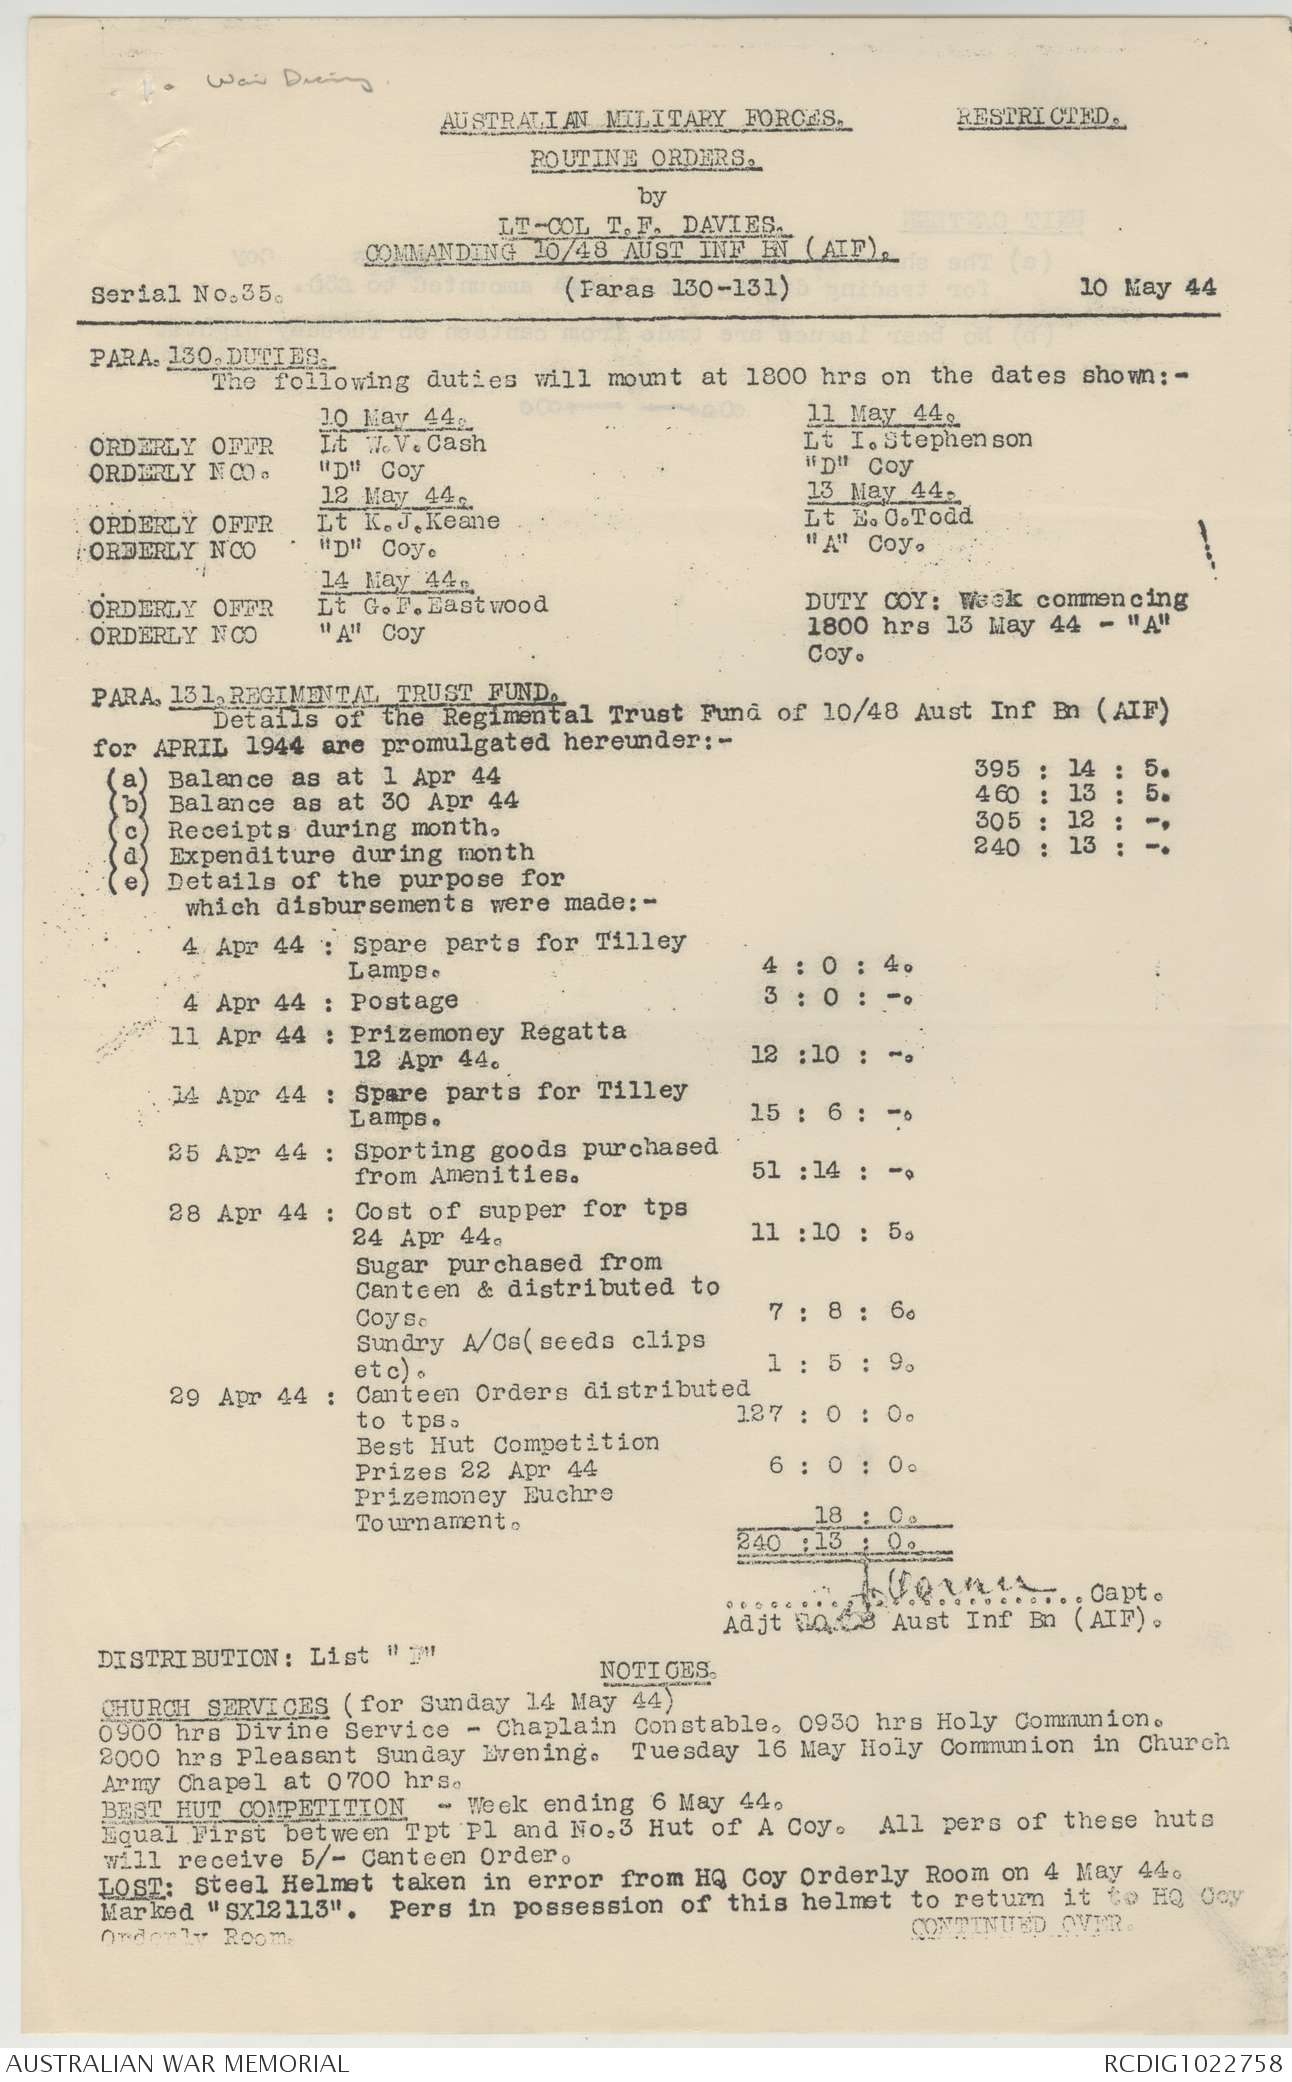 War Diary.
AUSTRALIAN MILITARY FORCES. RESTRICTED.
ROUTINE ORDERS.
by
LT-COL T.F. DAVIES.
COMMANDING 10/48 AUST INF BN (AIF).
Serial No.35. (Paras 130-131) 10 May 44
PARA. 130. DUTIES.
The following duties will mount at 1800 hrs on the dates shown:-
10 May 44. 11 May 44.
ORDERLY OFFR Lt W.V.Cash Lt I.Stephenson
ORDERLY NCO. "D" Coy "D" Coy
12 May 44. 13 May 44.
ORDERLY OFFR Lt K.J.Keane Lt E.C.Todd
ORDERLY NCO "D" Coy. "A" Coy.
14 May 44.
ORDERLY OFFR Lt G.F.Eastwood DUTY COY: Week commencing
ORDERLY NCO "A" Coy 1800 hrs 13 May 44 - "A"
Coy.
PARA. 131. REGIMENTAL TRUST FUND.
Details of the Regimental Trust Fund of 10/48 Aust Inf Bn (AIF)
for APRIL 1944 are promulgated hereunder:-
(a) Balance as at 1 Apr 44 395 : 14 : 5.
(b) Balance as at 30 Apr 44 460 : 13 : 5.
(c) Receipts during month. 305 : 12 : -.
(d) Expenditure during month 240 : 13 : -.
(e) Details of the purpose for
which disbursements were made:-
4 Apr 44 : Spare parts for Tilley
Lamps. 4 : 0 : 4.
4 Apr 44 : Postage 3 : 0 : -.
11 Apr 44 : Prizemoney Regatta
12 Apr 44. 12 :10 : -.
14 Apr 44 : Spare parts for Tilley
Lamps. 15 : 6 : -.
25 Apr 44 : Sporting goods purchased
from Amenities. 51 :14 : -.
28 Apr 44 : Cost of supper for tps
24 Apr 44. 11 :10 : 5.
Sugar purchased from
Canteen & distributed to
Coys. 7 : 8 : 6.
Sundry A/Cs(seeds clips
etc). 1 : 5 : 9.
29 Apr 44 : Canteen Orders distributed
to tps. 127 : 0 : 0.
Best Hut Competition
Prizes 22 Apr 44 6 : 0 : 0.
Prizemoney Euchre
Tournament. 18 : 0.
240 :13 : 0.
Capt.
Adjt Aust Inf Bn (AIF).
DISTRIBUTION: List "F"
NOTICES.
CHURCH SERVICES (for Sunday 14 May 44)
0900 hrs Divine Service - Chaplain Constable. 0930 hrs Holy Communion.
2000 hrs Pleasant Sunday Evening. Tuesday 16 May Holy Communion in Church
Army Chapel at 0700 hrs.
BEST HUT COMPETITION - Week ending 6 May 44.
Equal First between Tpt Pl and No.3 Hut of A Coy. All pers of these huts
will receive 5/- Canteen Order.
LOST: Steel Helmet taken in error from HQ Coy Orderly Room on 4 May 44.
Marked "SX12113". Pers in possession of this helmet to return it to HQ Coy
Orderly Room. CONTINUED OVER.
AUSTRALIAN WAR MEMORIAL RCDIG1022758